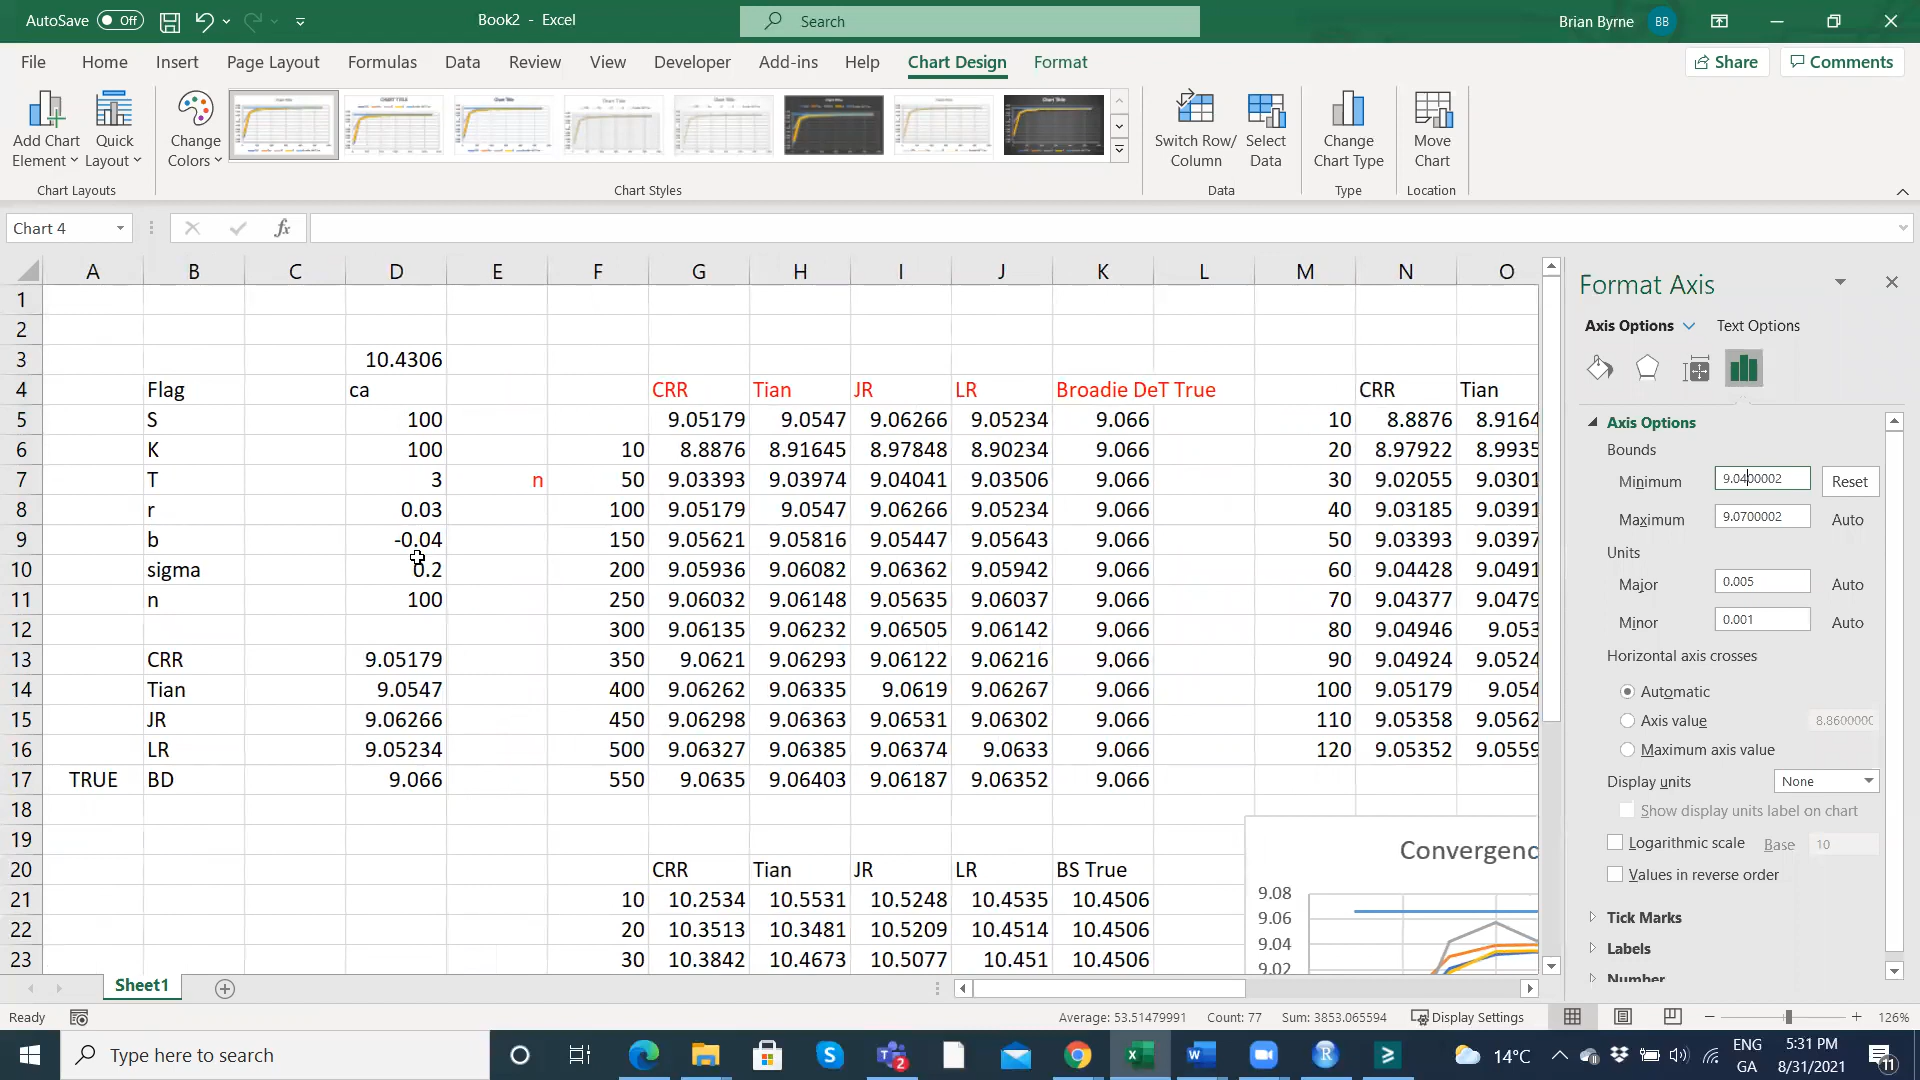 AutoSave Off Book2 - Excel Search Brian Byrne BB
File Home Insert Page Layout Formulas Data Review View Developer Add-ins Help Chart Design Format Share Comments
Add Chart Element Quick Layout Change Colors Switch Row/ Column Select Data Change Chart Type Move Chart
Chart Layouts Chart Styles Data Type Location
Chart 4 fx
A B C D E F G H I J K L M N O
1
2
3 10.4306
4 Flag ca CRR Tian JR LR Broadie DeT True CRR Tian
5 S 100 9.05179 9.0547 9.06266 9.05234 9.066 10 8.8876 8.9164
6 K 100 10 8.8876 8.91645 8.97848 8.90234 9.066 20 8.97922 8.9935
7 T 3 n 50 9.03393 9.03974 9.04041 9.03506 9.066 30 9.02055 9.0301
8 r 0.03 100 9.05179 9.0547 9.06266 9.05234 9.066 40 9.03185 9.0391
9 b -0.04 150 9.05621 9.05816 9.05447 9.05643 9.066 50 9.03393 9.0397
10 sigma 0.2 200 9.05936 9.06082 9.06362 9.05942 9.066 60 9.04428 9.0491
11 n 100 250 9.06032 9.06148 9.05635 9.06037 9.066 70 9.04377 9.0479
12 300 9.06135 9.06232 9.06505 9.06142 9.066 80 9.04946 9.053
13 CRR 9.05179 350 9.0621 9.06293 9.06122 9.06216 9.066 90 9.04924 9.0524
14 Tian 9.0547 400 9.06262 9.06335 9.0619 9.06267 9.066 100 9.05179 9.054
15 JR 9.06266 450 9.06298 9.06363 9.06531 9.06302 9.066 110 9.05358 9.0562
16 LR 9.05234 500 9.06327 9.06385 9.06374 9.0633 9.066 120 9.05352 9.0559
17 TRUE BD 9.066 550 9.0635 9.06403 9.06187 9.06352 9.066
18
19
20 CRR Tian JR LR BS True
21 10 10.2534 10.5531 10.5248 10.4535 10.4506
22 20 10.3513 10.3481 10.5209 10.4514 10.4506
23 30 10.3842 10.4673 10.5077 10.451 10.4506
Convergenc
9.08
9.06
9.04
9.02
Format Axis
Axis Options Text Options
Axis Options
Bounds
Minimum 9.0400002 Reset
Maximum 9.0700002 Auto
Units
Major 0.005 Auto
Minor 0.001 Auto
Horizontal axis crosses
Automatic
Axis value 8.860000
Maximum axis value
Display units None
Show display units label on chart
Logarithmic scale Base 10
Values in reverse order
Tick Marks
Labels
Number
Sheet1
Ready Average: 53.51479991 Count: 77 Sum: 3853.065594 Display Settings 126%
Type here to search 2 14°C ENG GA 5:31 PM 8/31/2021 11